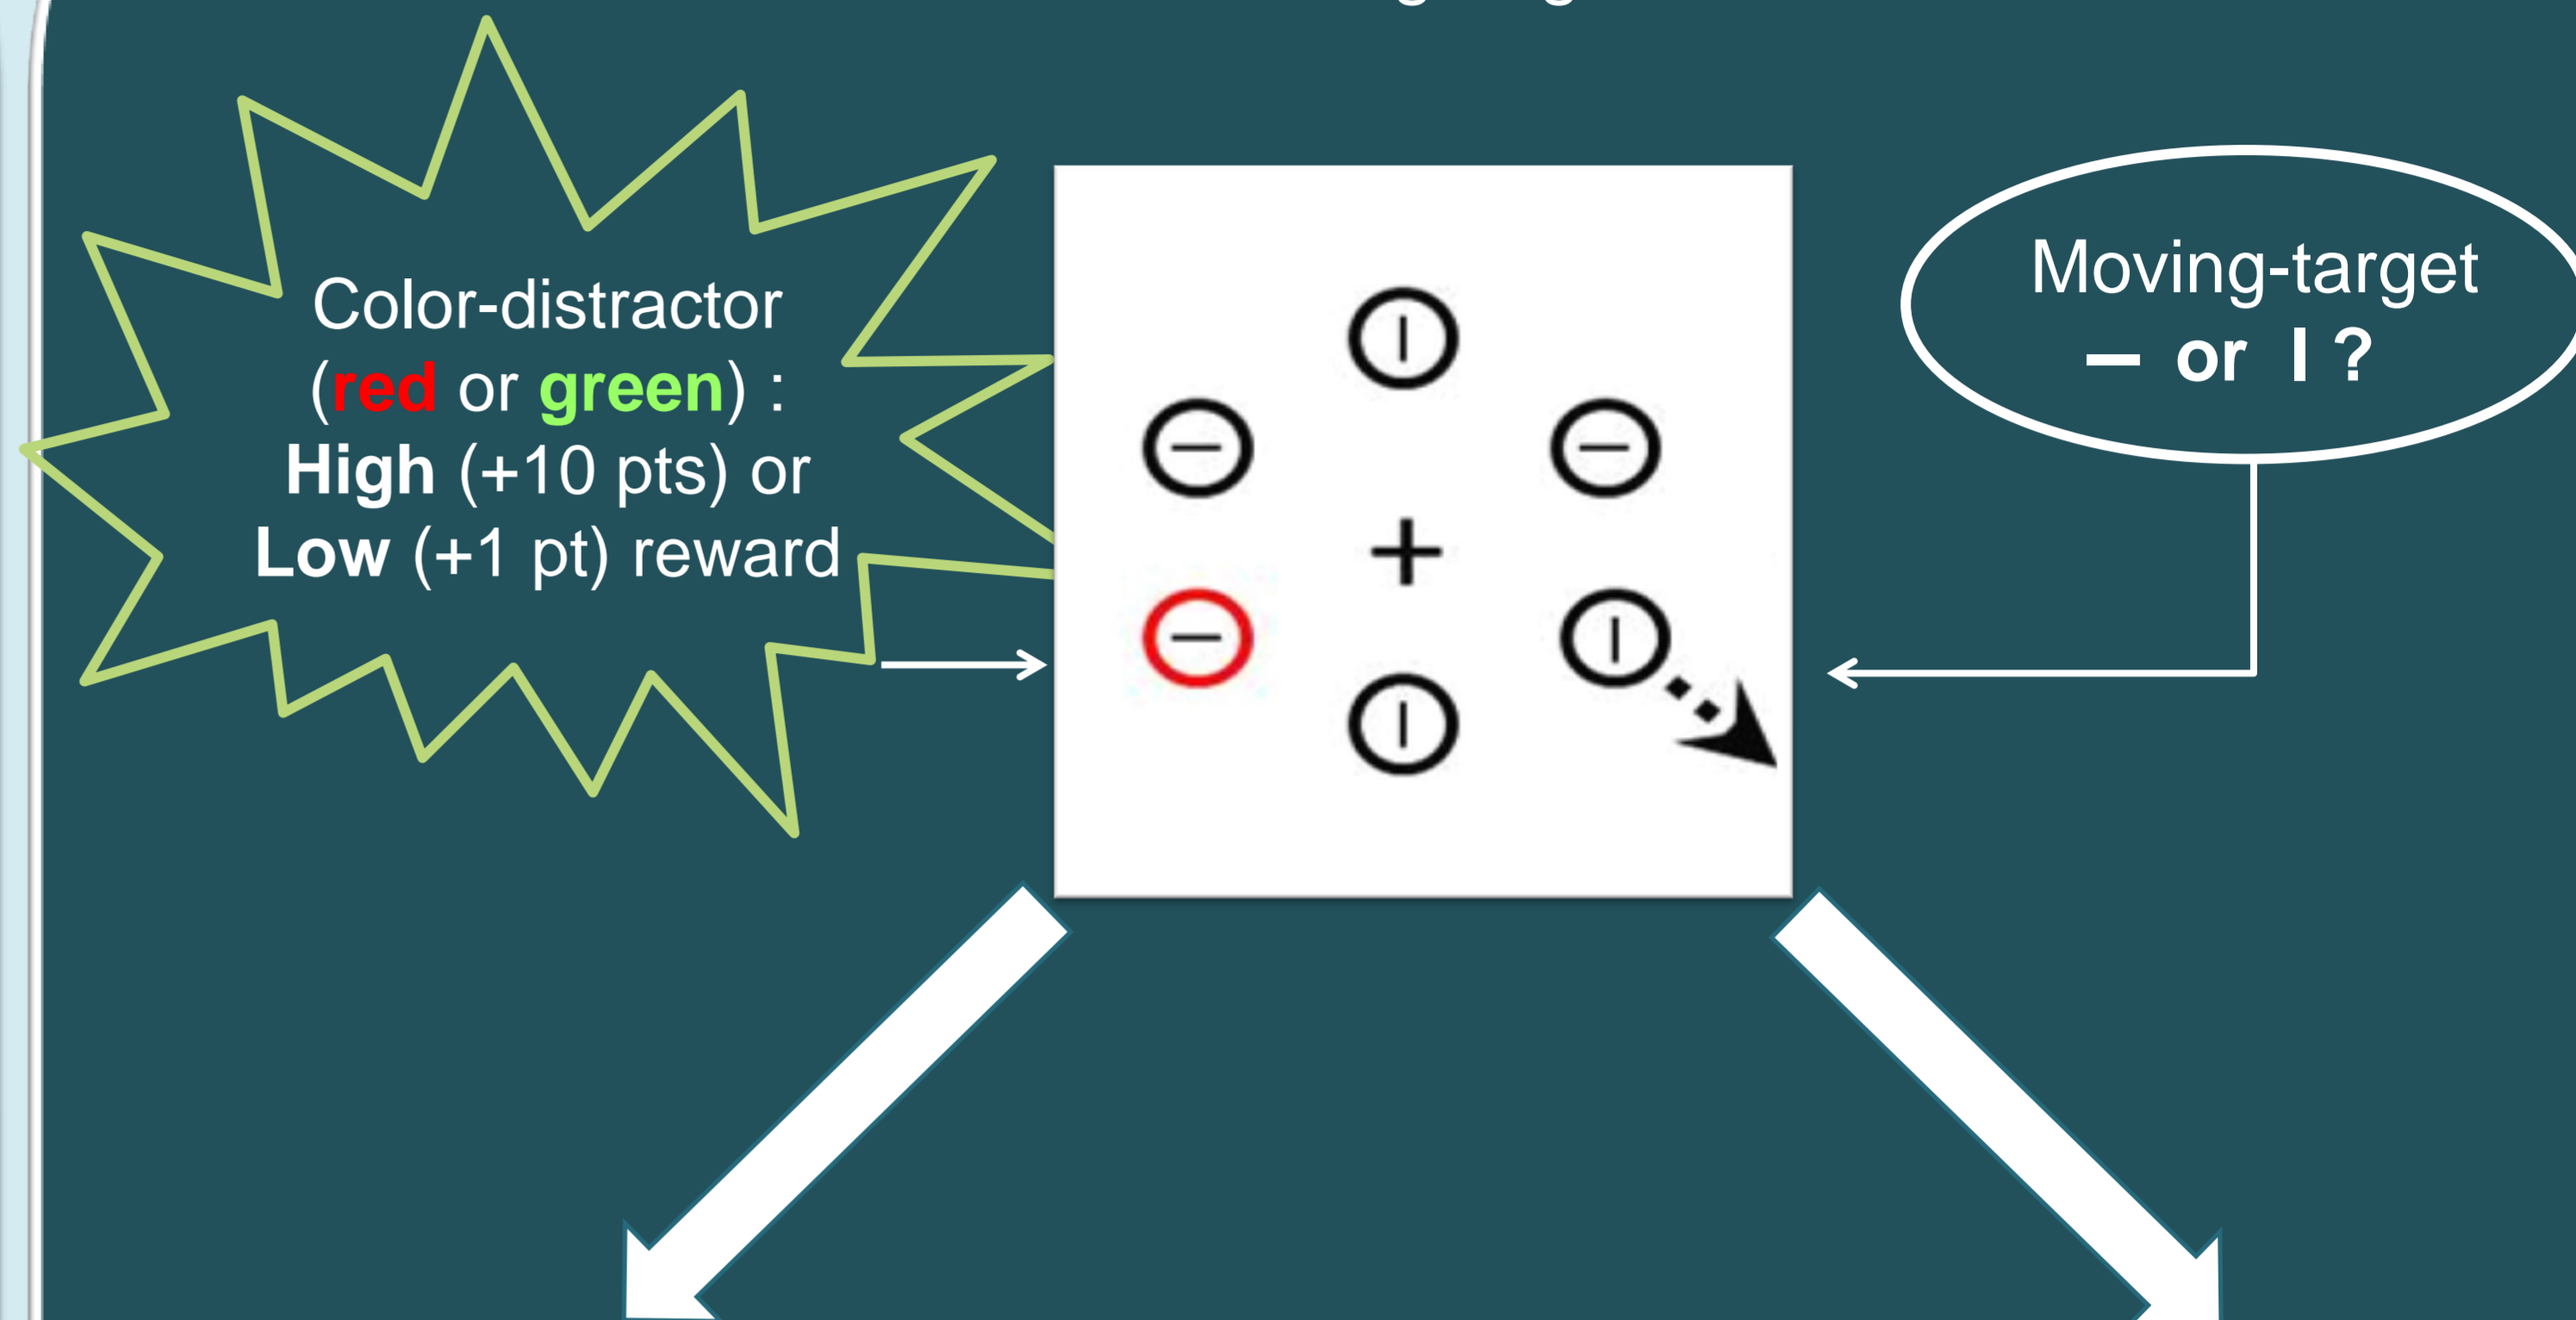 Color-distractor
(red or green) :
High (+10 pts) or
Low (+1 pt) reward
Moving-target
– or I ?